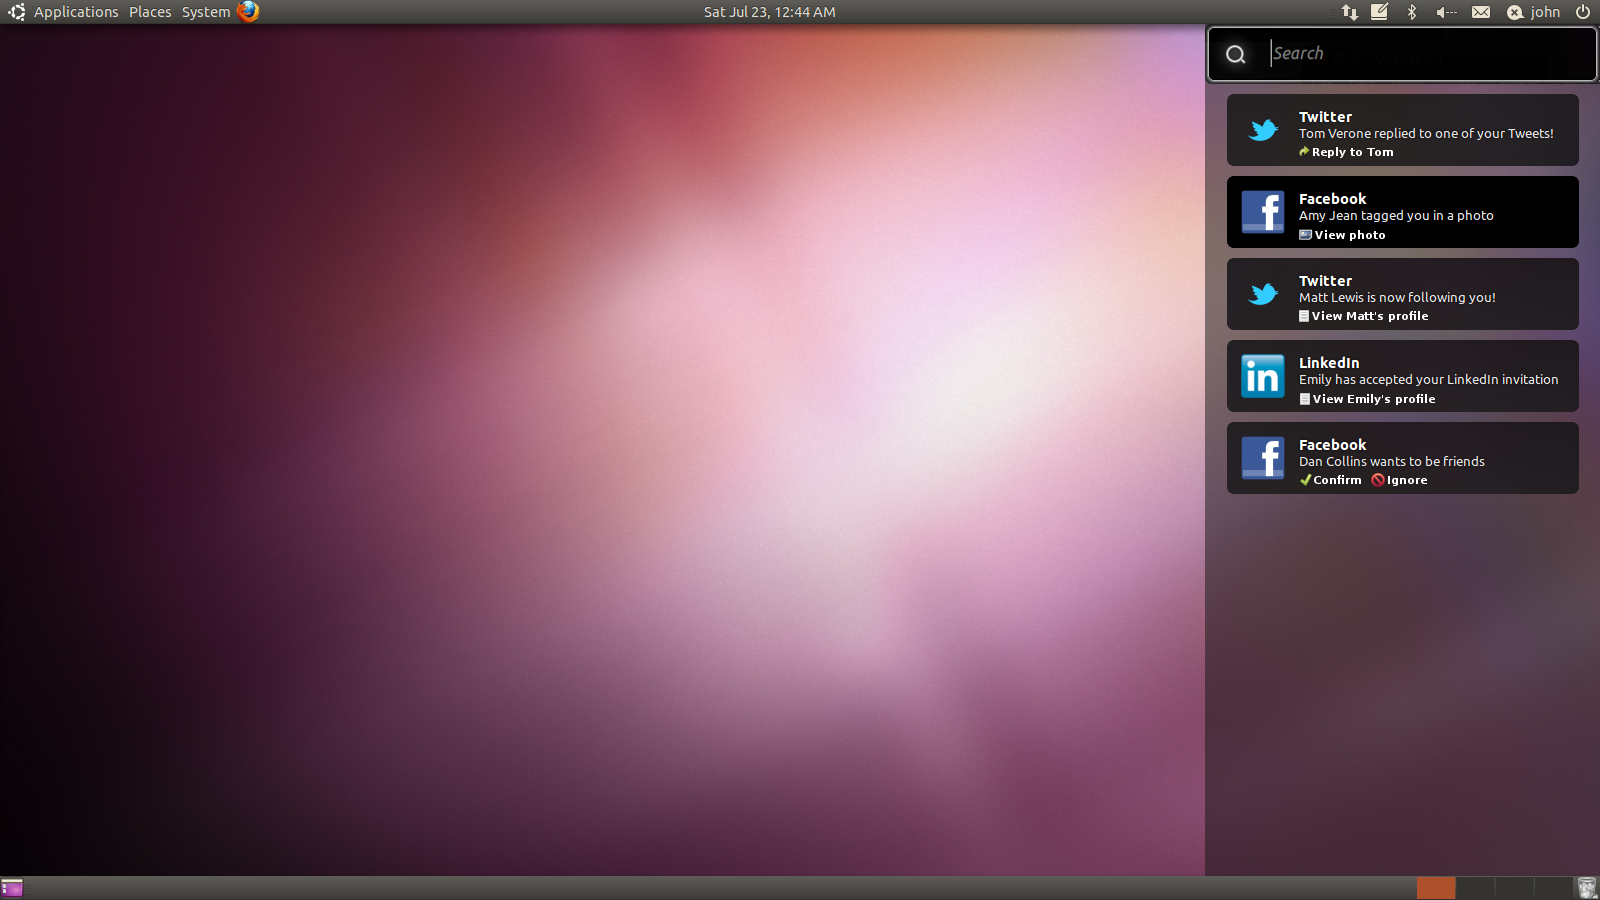 Applications Places System
Sat Jul 23, 12:44 AM
john
Search
Twitter
Tom Verone replied to one of your Tweets!
Reply to Tom
Facebook
Amy Jean tagged you in a photo
View photo
Twitter
Matt Lewis is now following you!
View Matt's profile
LinkedIn
in
Emily has accepted your LinkedIn invitation
View Emily's profile
Facebook
Dan Collins wants to be friends
Confirm Ignore